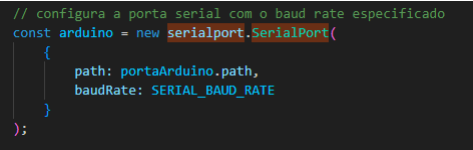 // configura a porta serial com o baud rate especificado
const arduino = new serialport.SerialPort(
{
path: portaArduino.path,
baudRate: SERIAL_BAUD_RATE
}
);